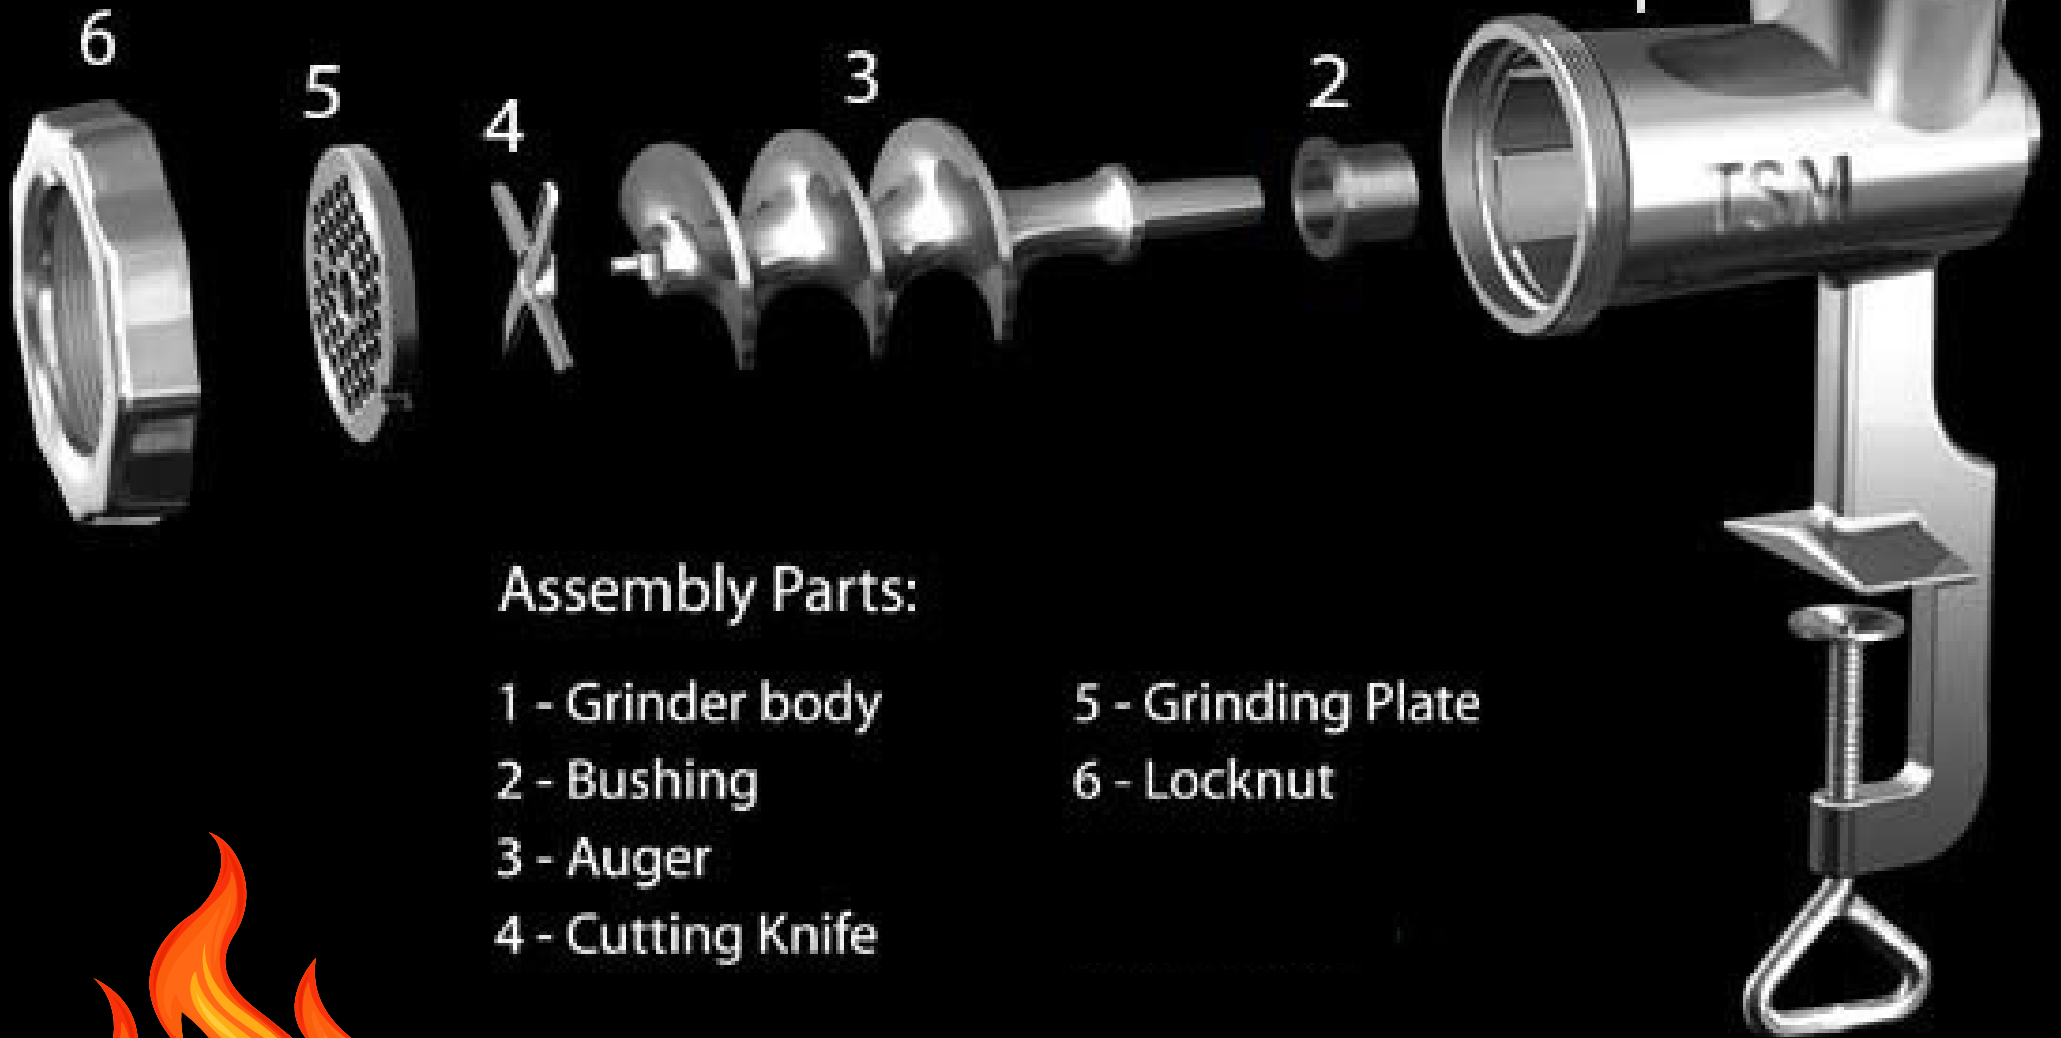 6
5
4
3
2
TSM
Assembly Parts:
1 - Grinder body
2 - Bushing
3 - Auger
4 - Cutting Knife
5 - Grinding Plate
6 - Locknut